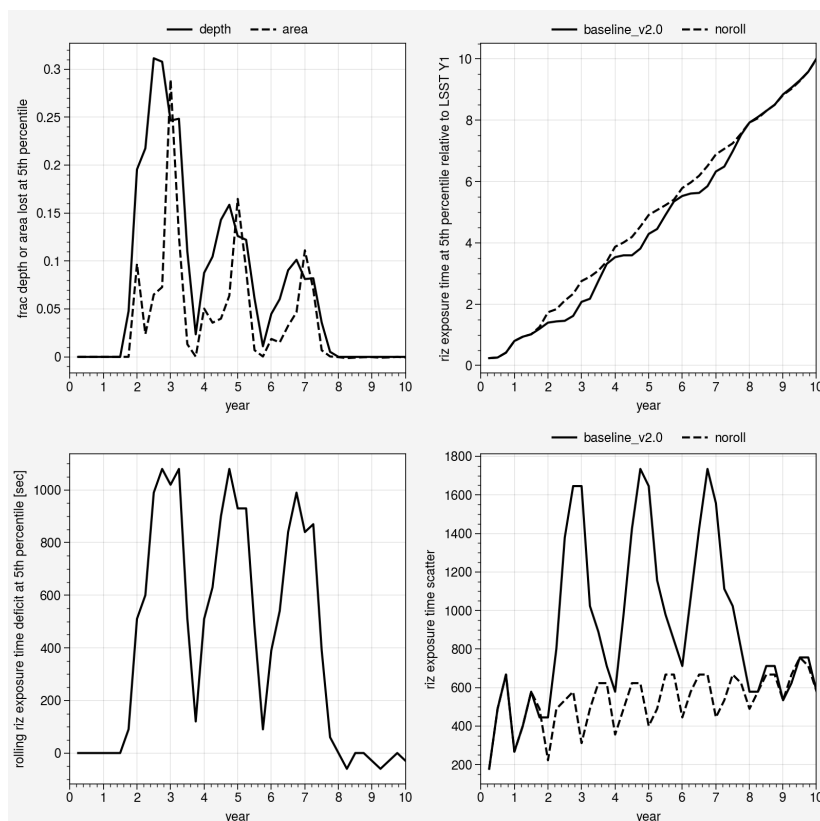 depth area
frac depth or area lost at 5th percentile
0.3
0.25
0.2
0.15
0.1
0.05
0
0 1 2 3 4 5 6 7 8 9 10
year
baseline_v2.0 noroll
riz exposure time at 5th percentile relative to LSST Y1
10
8
6
4
2
0
0 1 2 3 4 5 6 7 8 9 10
year
rolling riz exposure time deficit at 5th percentile [sec]
1000
800
600
400
200
0
0 1 2 3 4 5 6 7 8 9 10
year
baseline_v2.0 noroll
riz exposure time scatter
1800
1600
1400
1200
1000
800
600
400
200
0 1 2 3 4 5 6 7 8 9 10
year